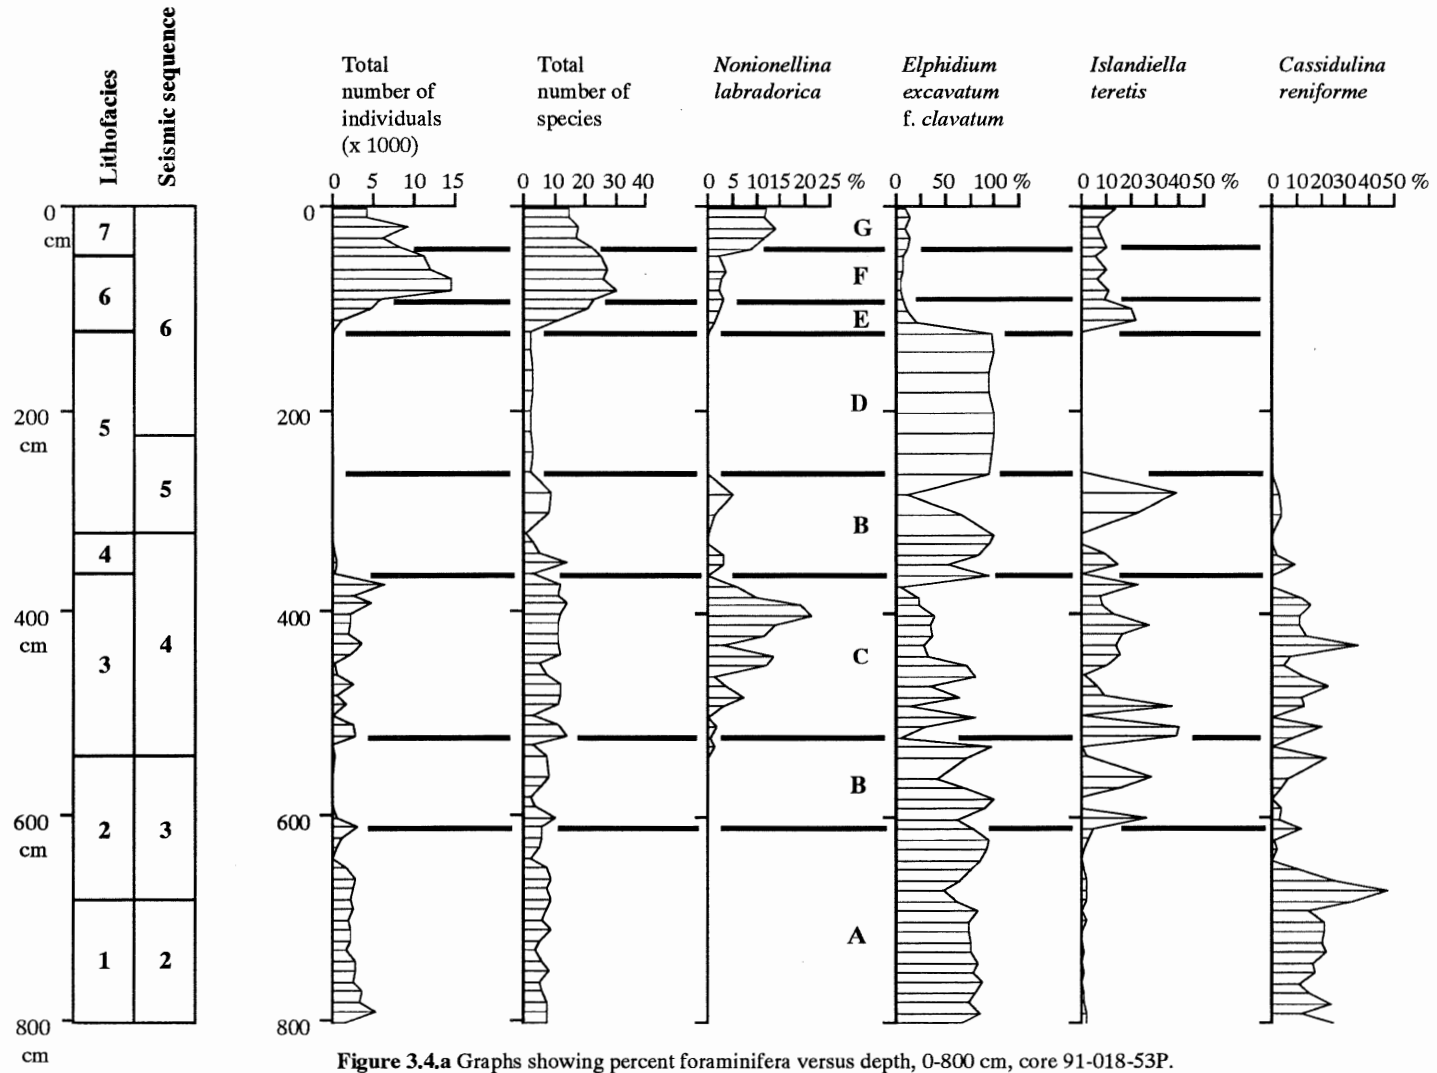 Lithofacies
Seismic sequence
Total
number of
individuals
(x 1000)
Total
number of
species
Nonionellina
labradorica
Elphidium
excavatum
f. clavatum
Islandiella
teretis
Cassidulina
reniforme
0 5 10 15
0 10 20 30 40
0 5 10 15 20 25 %
0 50 100 %
0 10 20 30 40 50 %
0 10 20 30 40 50 %
0
cm
200
cm
400
cm
600
cm
800
cm
7
6
5
4
3
2
1
6
5
4
3
2
0
200
400
600
800
G
F
E
D
B
C
B
A
Figure 3.4.a Graphs showing percent foraminifera versus depth, 0-800 cm, core 91-018-53P.